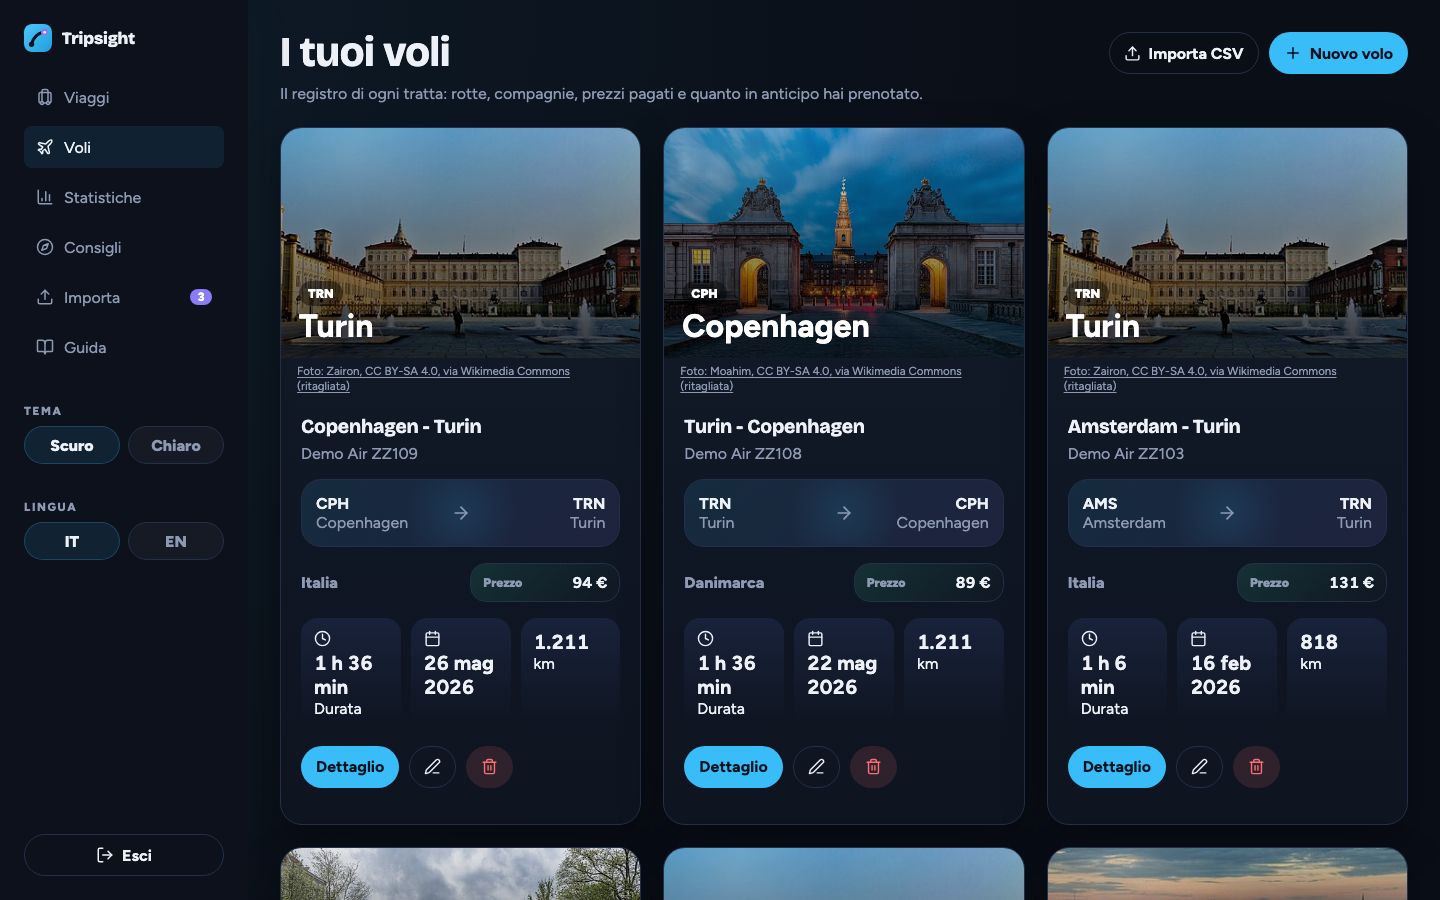 Tripsight
Viaggi
Voli
Statistiche
Consigli
Importa 3
Guida
TEMA
Scuro Chiaro
LINGUA
IT EN
Esci
I tuoi voli
Il registro di ogni tratta: rotte, compagnie, prezzi pagati e quanto in anticipo hai prenotato.
Importa CSV
Nuovo volo
TRN
Turin
Foto: Zairon, CC BY-SA 4.0, via Wikimedia Commons
(ritagliata)
Copenhagen - Turin
Demo Air ZZ109
CPH TRN
Copenhagen Turin
Italia Prezzo 94 €
1 h 36
min
Durata
26 mag
2026
1.211
km
Dettaglio
CPH
Copenhagen
Foto: Moahim, CC BY-SA 4.0, via Wikimedia Commons
(ritagliata)
Turin - Copenhagen
Demo Air ZZ108
TRN CPH
Turin Copenhagen
Danimarca Prezzo 89 €
1 h 36
min
Durata
22 mag
2026
1.211
km
Dettaglio
TRN
Turin
Foto: Zairon, CC BY-SA 4.0, via Wikimedia Commons
(ritagliata)
Amsterdam - Turin
Demo Air ZZ103
AMS TRN
Amsterdam Turin
Italia Prezzo 131 €
1 h 6
min
Durata
16 feb
2026
818
km
Dettaglio